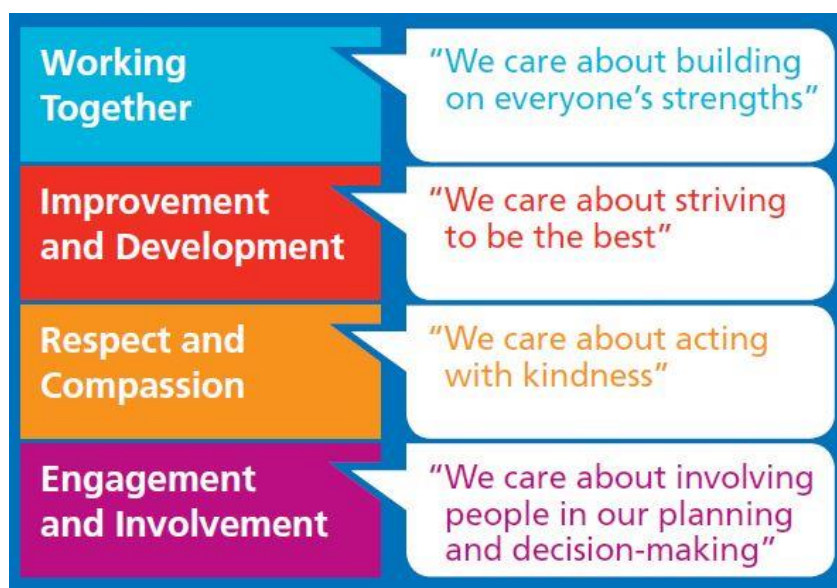 Working
Together
“We care about building
on everyone’s strengths”
Improvement
and Development
“We care about striving
to be the best”
Respect and
Compassion
“We care about acting
with kindness”
Engagement
and Involvement
“We care about involving
people in our planning
and decision-making”